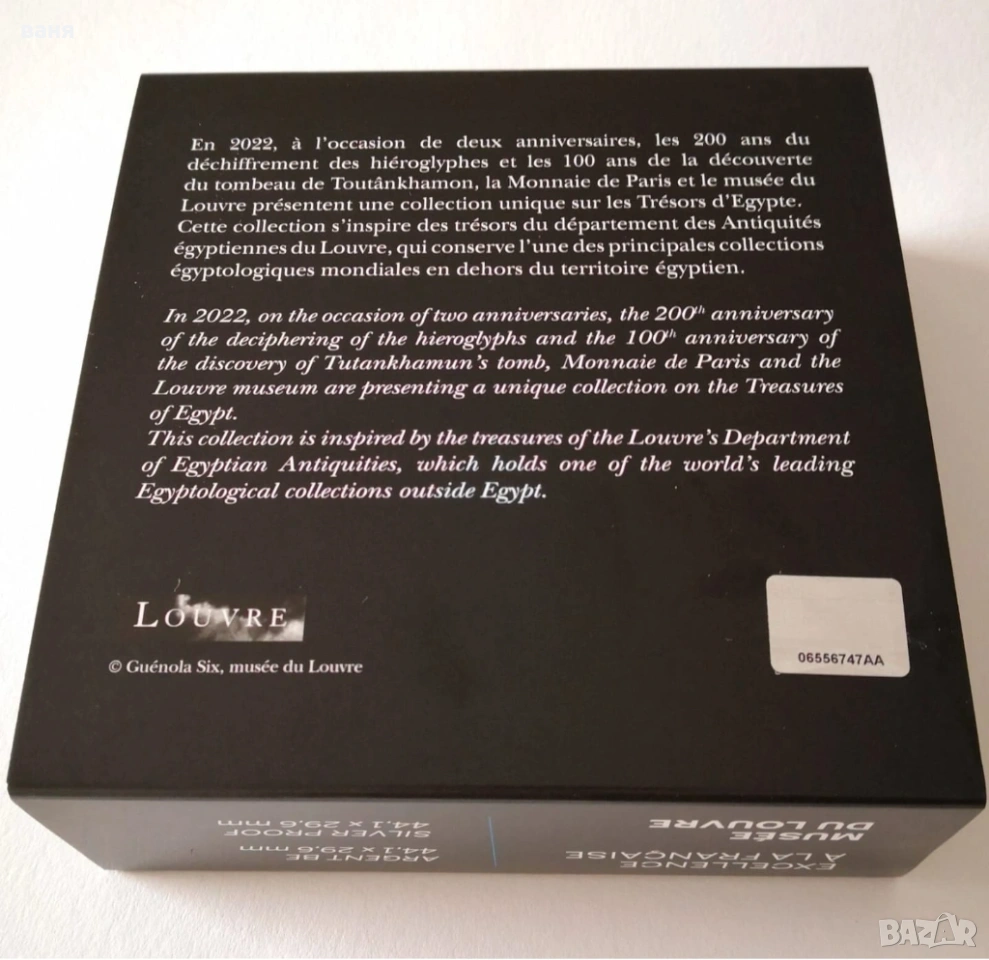 ваня
En 2022, à l'occasion de deux anniversaires, les 200 ans du
déchiffrement des hiéroglyphes et les 100 ans de la découverte
du tombeau de Toutânkhamon, la Monnaie de Paris et le musée du
Louvre présentent une collection unique sur les Trésors d'Egypte.
Cette collection s'inspire des trésors du département des Antiquités
égyptiennes du Louvre, qui conserve l'une des principales collections
égyptologiques mondiales en dehors du territoire égyptien.
In 2022, on the occasion of two anniversaries, the 200th anniversary
of the deciphering of the hieroglyphs and the 100th anniversary of
the discovery of Tutankhamun's tomb, Monnaie de Paris and the
Louvre museum are presenting a unique collection on the Treasures
of Egypt.
This collection is inspired by the treasures of the Louvre's Department
of Egyptian Antiquities, which holds one of the world's leading
Egyptological collections outside Egypt.
LOUVRE
© Guénola Six, musée du Louvre
06556747AA
EXCELLENCE
À LA FRANÇAISE
MUSÉE
DU LOUVRE
ARGENT BE
44,1 x 29,6 mm
SILVER PROOF
44,1 x 29,6 mm
BAZAR